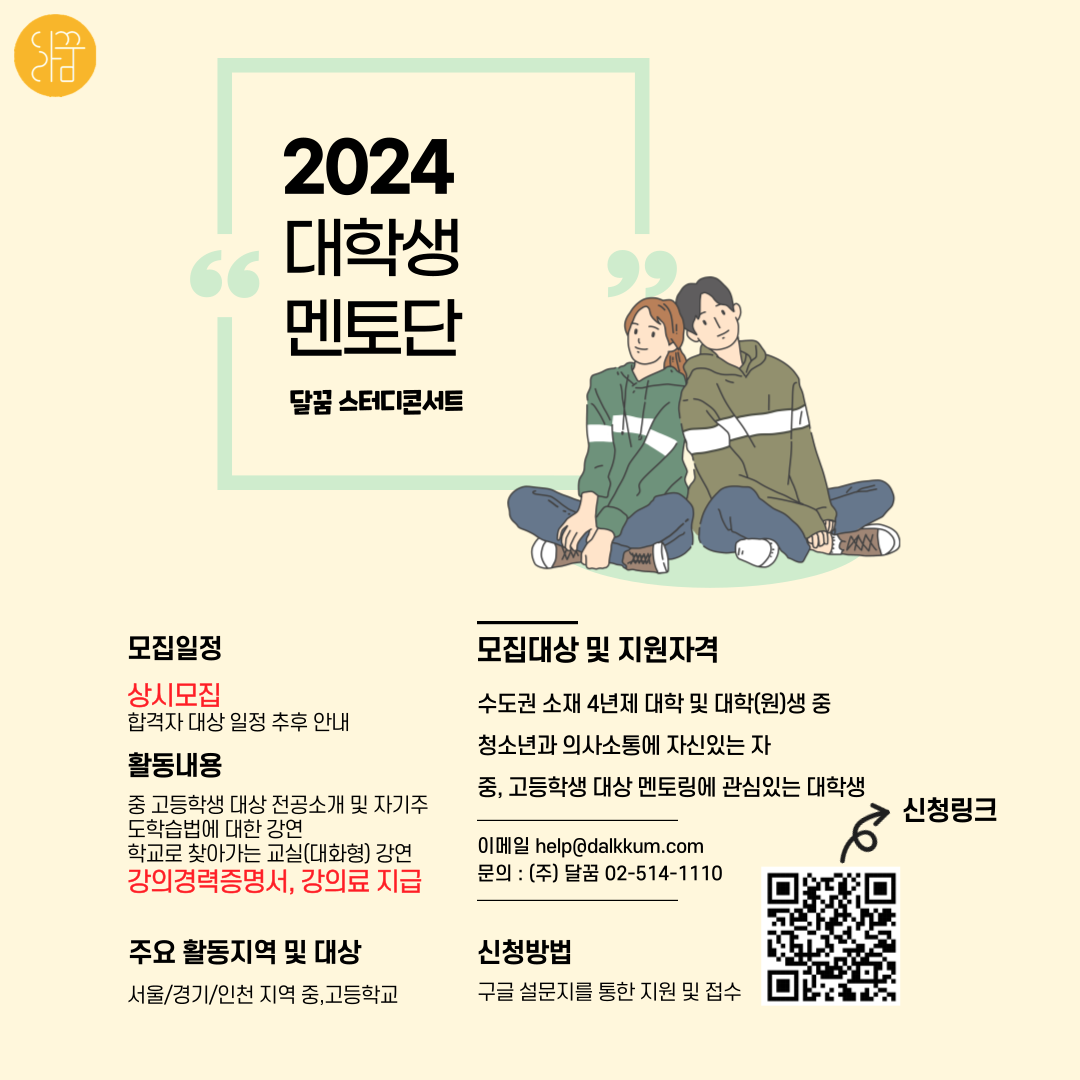 달꿈
2024
대학생
멘토단
달꿈 스터디콘서트
모집일정
상시모집
합격자 대상 일정 추후 안내
활동내용
중 고등학생 대상 전공소개 및 자기주
도학습법에 대한 강연
학교로 찾아가는 교실(대화형) 강연
강의경력증명서, 강의료 지급
주요 활동지역 및 대상
서울/경기/인천 지역 중,고등학교
모집대상 및 지원자격
수도권 소재 4년제 대학 및 대학(원)생 중
청소년과 의사소통에 자신있는 자
중, 고등학생 대상 멘토링에 관심있는 대학생
이메일 help@dalkkum.com
문의 : (주) 달꿈 02-514-1110
신청방법
구글 설문지를 통한 지원 및 접수
신청링크